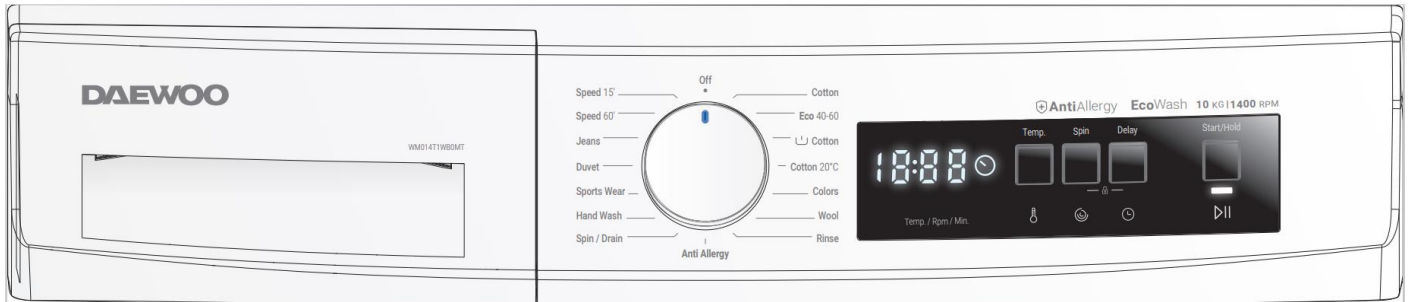 DAEWOO
WM014T1WB0MT
Off
Speed 15'
Speed 60'
Jeans
Duvet
Sports Wear
Hand Wash
Spin / Drain
Anti Allergy
Cotton
Eco 40-60
Cotton
Cotton 20°C
Colors
Wool
Rinse
AntiAllergy EcoWash 10 KG | 1400 RPM
Temp. Spin Delay Start/Hold
18:88
Temp. / Rpm / Min.